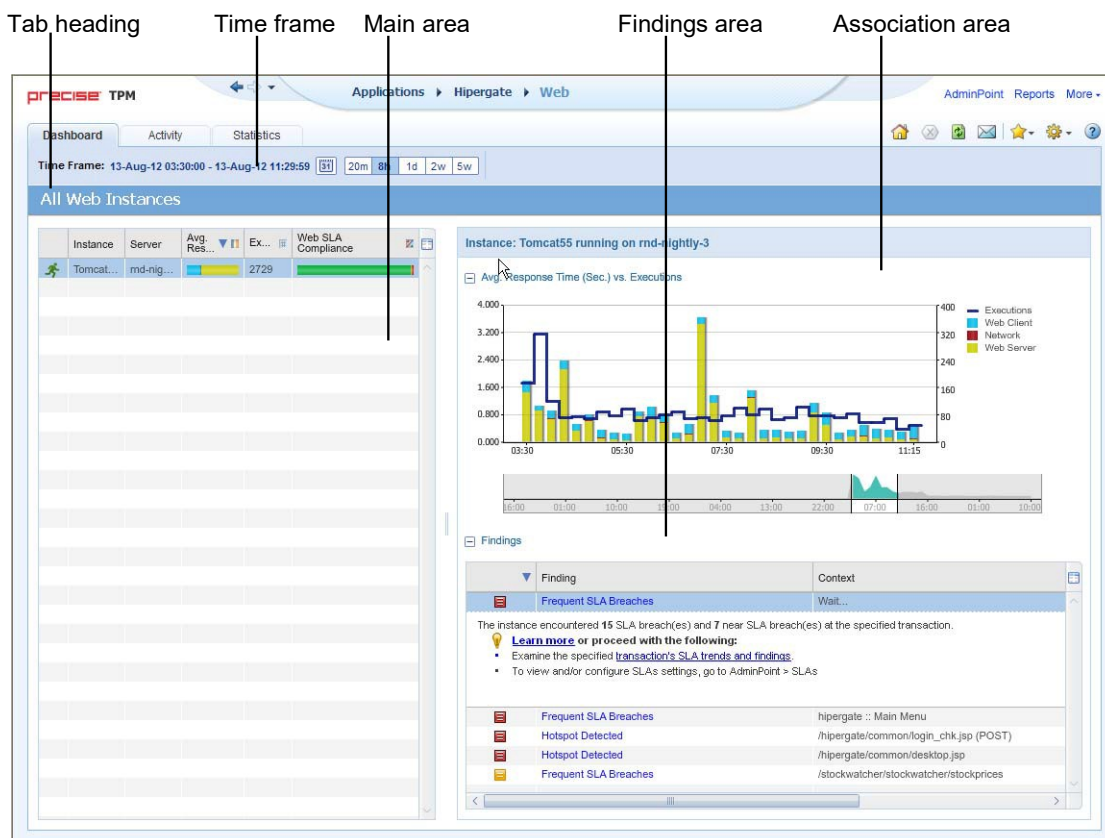 Tab heading Time frame Main area Findings area Association area
precise TPM
Applications Hipergate Web
AdminPoint Reports More
Dashboard Activity Statistics
Time Frame: 13-Aug-12 03:30:00 - 13-Aug-12 11:29:59 31 20m 8h 1d 2w 5w
All Web Instances
Instance Server Avg. Res... Ex... Web SLA Compliance
Tomcat... rnd-nig... 2729
Instance: Tomcat55 running on rnd-nightly-3
Avg. Response Time (Sec.) vs. Executions
4.000 400
3.200 320
2.400 240
1.600 160
0.800 80
0.000 0
Executions
Web Client
Network
Web Server
03:30 05:30 07:30 09:30 11:15
16:00 01:00 10:00 19:00 04:00 13:00 22:00 07:00 16:00 01:00 10:00
Findings
Finding Context
Frequent SLA Breaches Wait...
The instance encountered 15 SLA breach(es) and 7 near SLA breach(es) at the specified transaction.
Learn more or proceed with the following:
Examine the specified transaction's SLA trends and findings.
To view and/or configure SLAs settings, go to AdminPoint > SLAs
Frequent SLA Breaches hipergate :: Main Menu
Hotspot Detected /hipergate/common/login_chk.jsp (POST)
Hotspot Detected /hipergate/common/desktop.jsp
Frequent SLA Breaches /stockwatcher/stockwatcher/stockprices